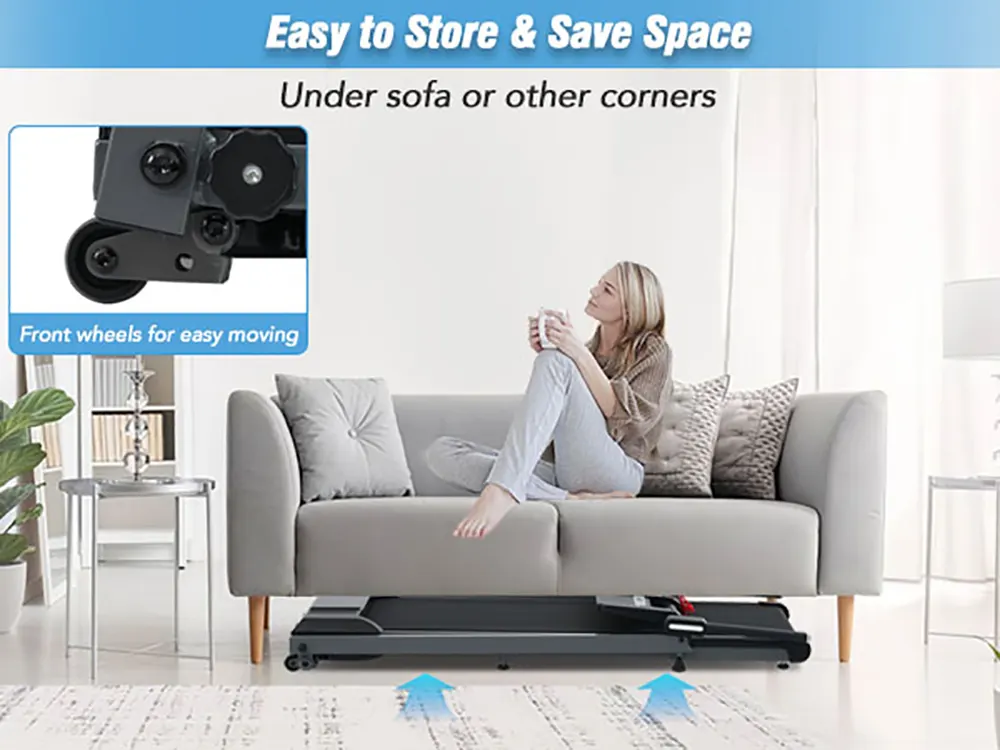 Easy to Store & Save Space
Under sofa or other corners
Front wheels for easy moving